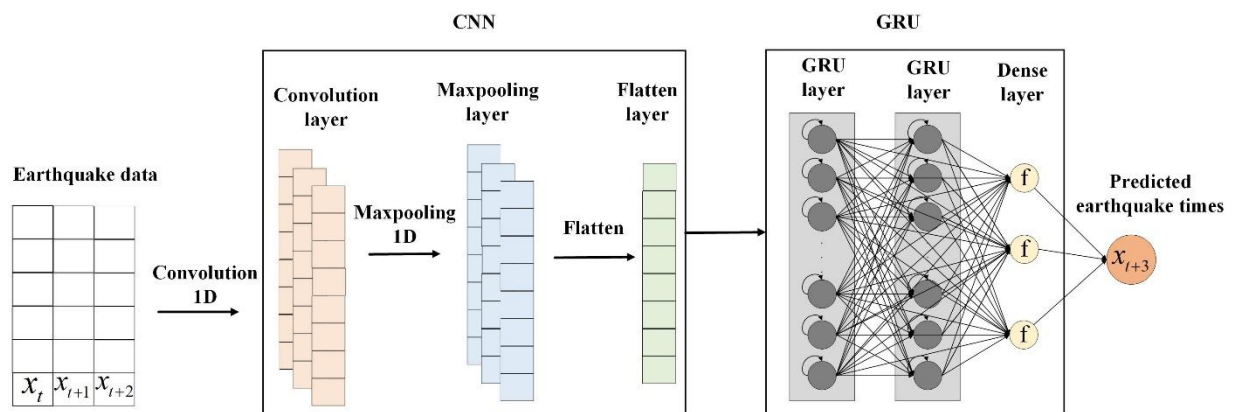 CNN
GRU
Earthquake data
x_t x_{t+1} x_{t+2}
Convolution
1D
Convolution
layer
Maxpooling
1D
Maxpooling
layer
Flatten
Flatten
layer
GRU
layer
GRU
layer
Dense
layer
f
f
f
Predicted
earthquake times
x_{t+3}